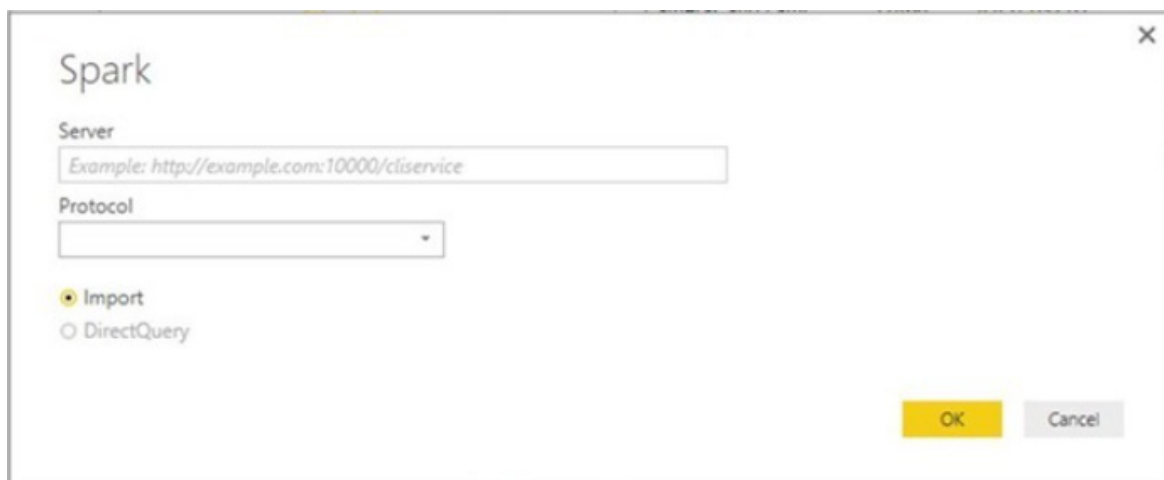 Spark
Server
Example: http://example.com:10000/cliservice
Protocol
Import
DirectQuery
OK
Cancel